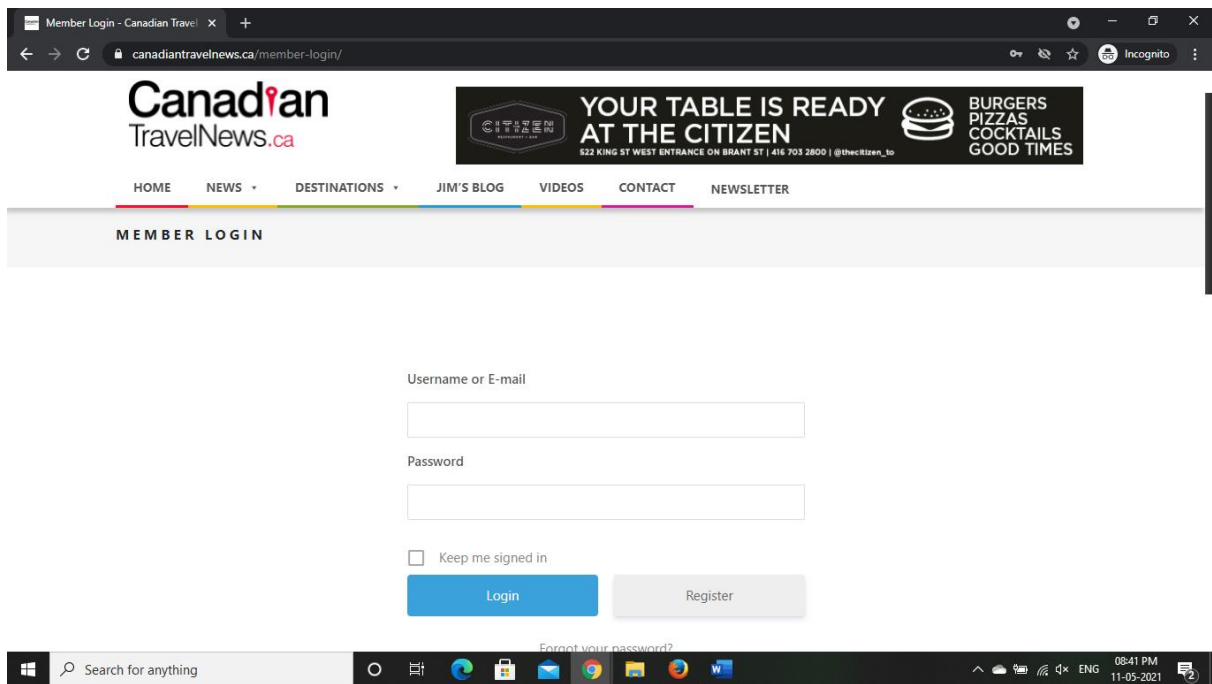 Member Login - Canadian Travel
canadiantravelnews.ca/member-login/
Incognito
Canadian
TravelNews.ca
CITIZEN
YOUR TABLE IS READY
AT THE CITIZEN
522 KING ST WEST ENTRANCE ON BRANT ST | 416 703 2800 | @thecitizen_to
BURGERS
PIZZAS
COCKTAILS
GOOD TIMES
HOME NEWS DESTINATIONS JIM'S BLOG VIDEOS CONTACT NEWSLETTER
MEMBER LOGIN
Username or E-mail
Password
Keep me signed in
Login Register
Forgot your password?
Search for anything
ENG
08:41 PM
11-05-2021
2